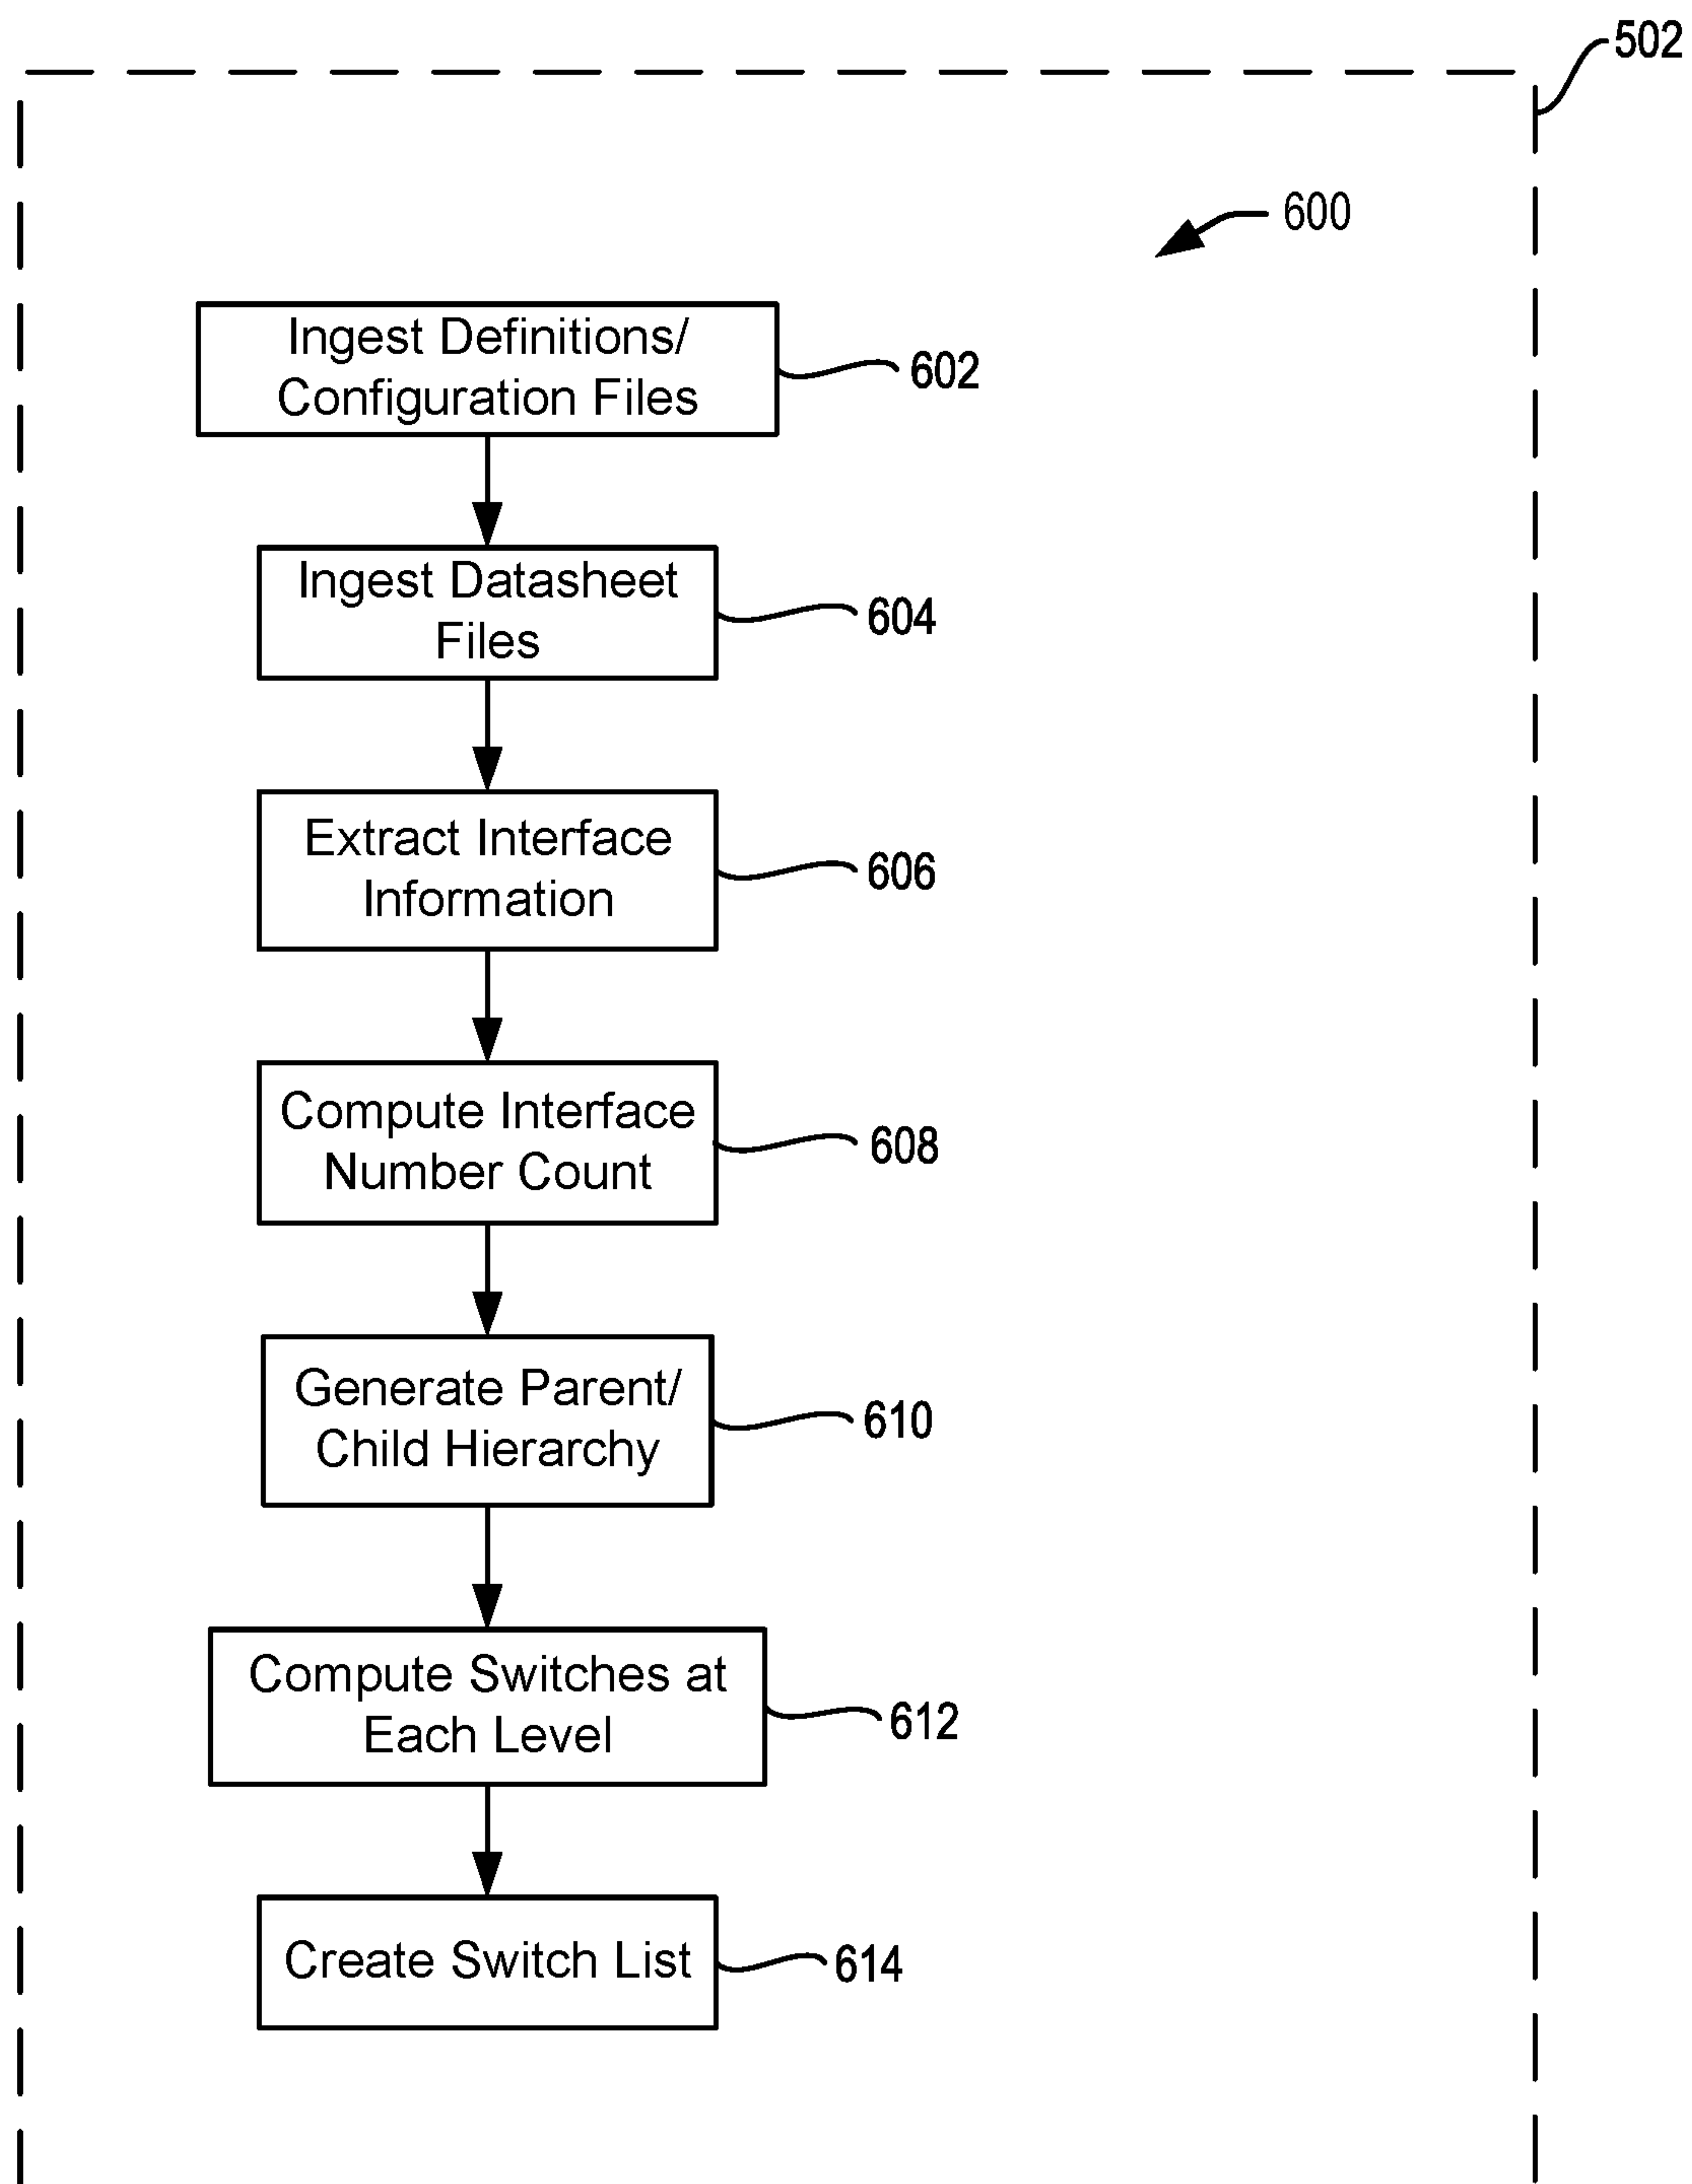 502
600
Ingest Definitions/
Configuration Files
602
Ingest Datasheet
Files
604
Extract Interface
Information
606
Compute Interface
Number Count
608
Generate Parent/
Child Hierarchy
610
Compute Switches at
Each Level
612
Create Switch List
614